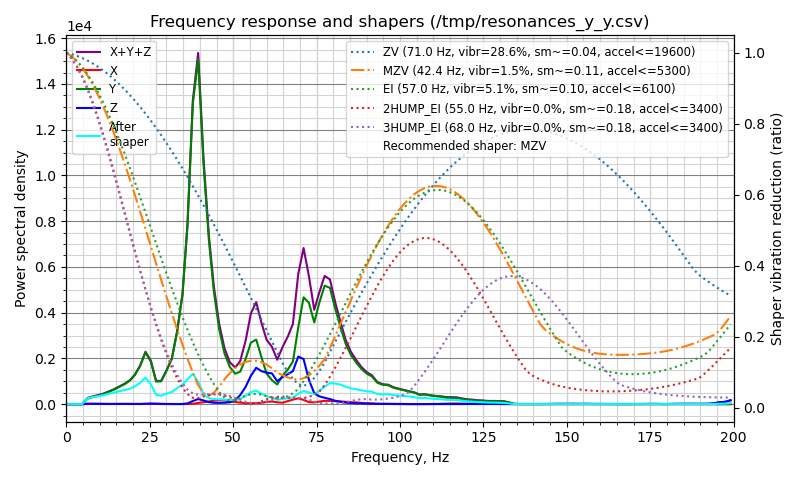 Frequency response and shapers (/tmp/resonances_y_y.csv)
1e4
X+Y+Z
X
Y
Z
After
shaper
ZV (71.0 Hz, vibr=28.6%, sm~=0.04, accel<=19600)
MZV (42.4 Hz, vibr=1.5%, sm~=0.11, accel<=5300)
EI (57.0 Hz, vibr=5.1%, sm~=0.10, accel<=6100)
2HUMP_EI (55.0 Hz, vibr=0.0%, sm~=0.18, accel<=3400)
3HUMP_EI (68.0 Hz, vibr=0.0%, sm~=0.18, accel<=3400)
Recommended shaper: MZV
Power spectral density
1.6
1.4
1.2
1.0
0.8
0.6
0.4
0.2
0.0
Shaper vibration reduction (ratio)
1.0
0.8
0.6
0.4
0.2
0.0
0 25 50 75 100 125 150 175 200
Frequency, Hz